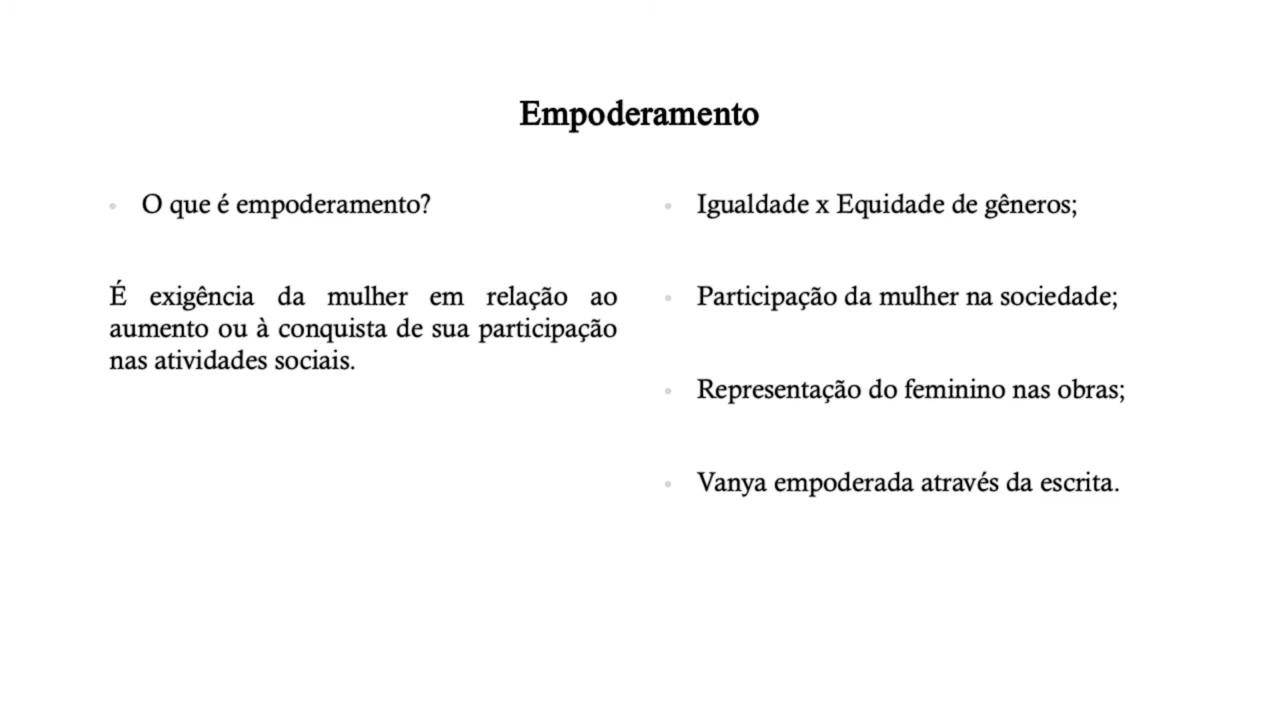 Empoderamento
O que é empoderamento?
É exigência da mulher em relação ao
aumento ou à conquista de sua participação
nas atividades sociais.
Igualdade x Equidade de gêneros;
Participação da mulher na sociedade;
Representação do feminino nas obras;
Vanya empoderada através da escrita.